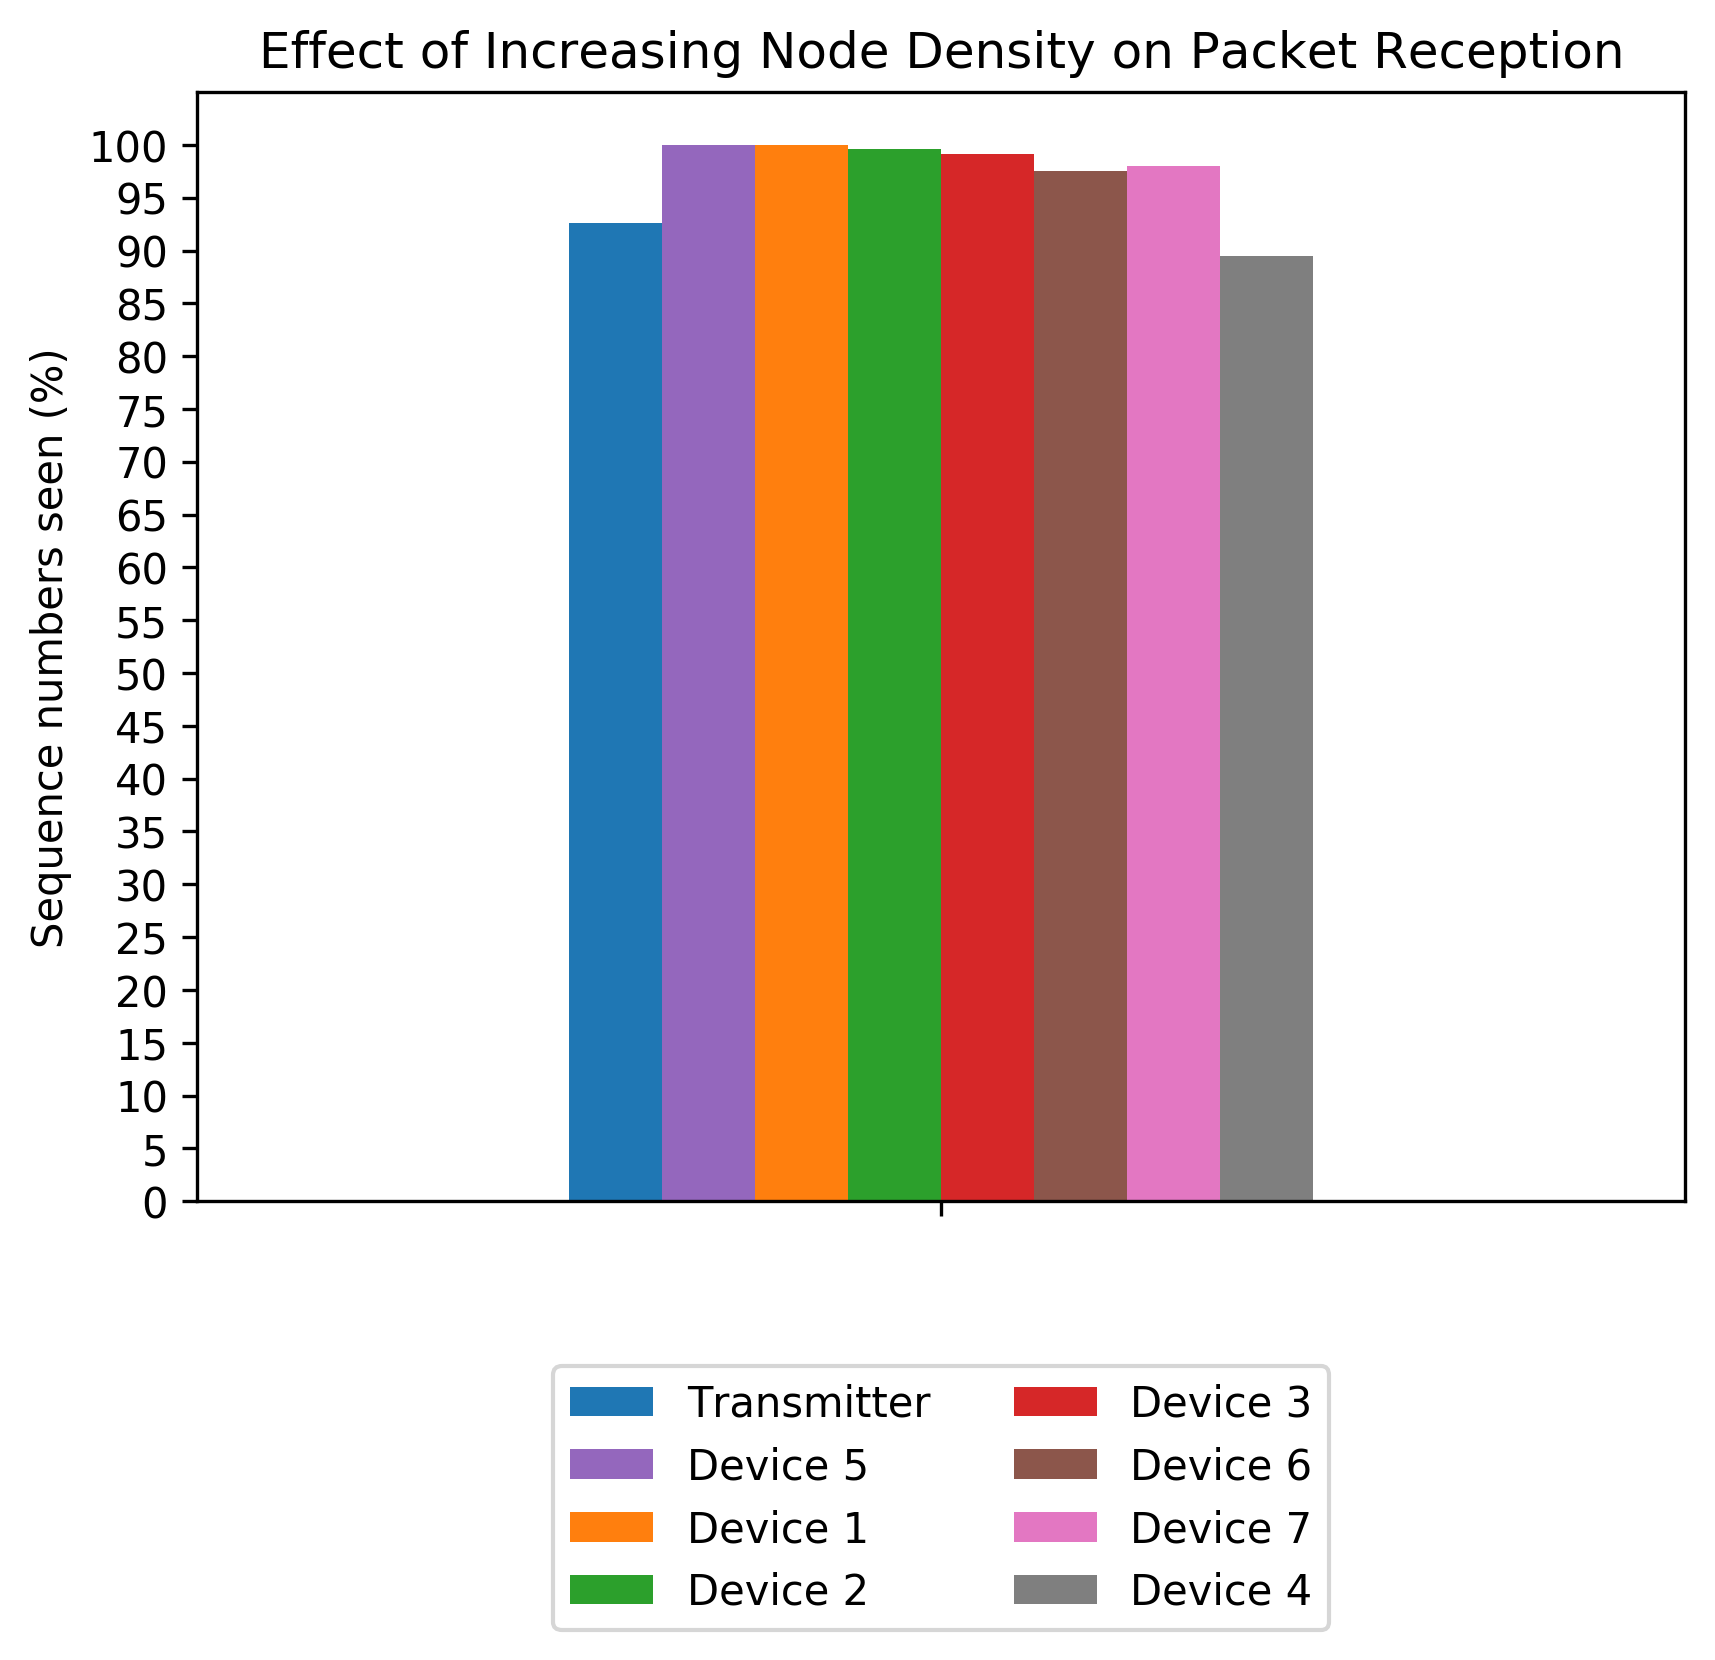 Effect of Increasing Node Density on Packet Reception
Sequence numbers seen (%)
100
95
90
85
80
75
70
65
60
55
50
45
40
35
30
25
20
15
10
5
0
Transmitter
Device 5
Device 1
Device 2
Device 3
Device 6
Device 7
Device 4